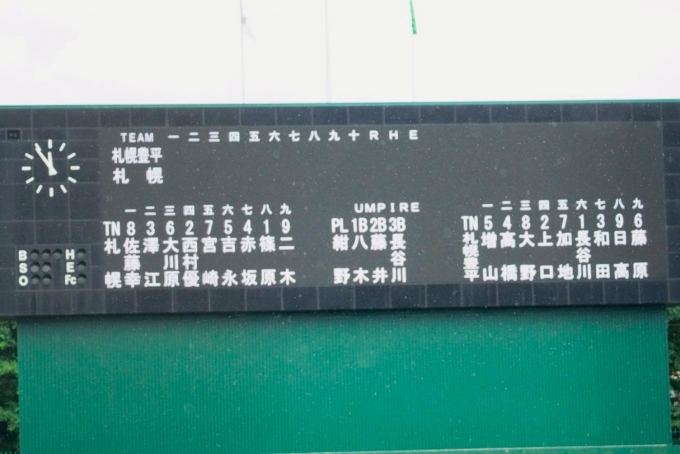 TEAM 一 二 三 四 五 六 七 八 九 十 R H E
札幌豊平
札幌
一 二 三 四 五 六 七 八 九
TN 8 3 6 2 7 5 4 1 9
札幌
佐藤幸
澤江
大川原
西村優
宮崎
吉永
赤坂
篠原
二木
UMPIRE
PL 1B 2B 3B
紺野
八木
藤井
長谷川
一 二 三 四 五 六 七 八 九
TN 5 4 8 2 7 1 3 9 6
札幌豊平
増山
高橋
大野
上口
加地
長谷川
和田
日高
藤原
B H
S E
O Fc